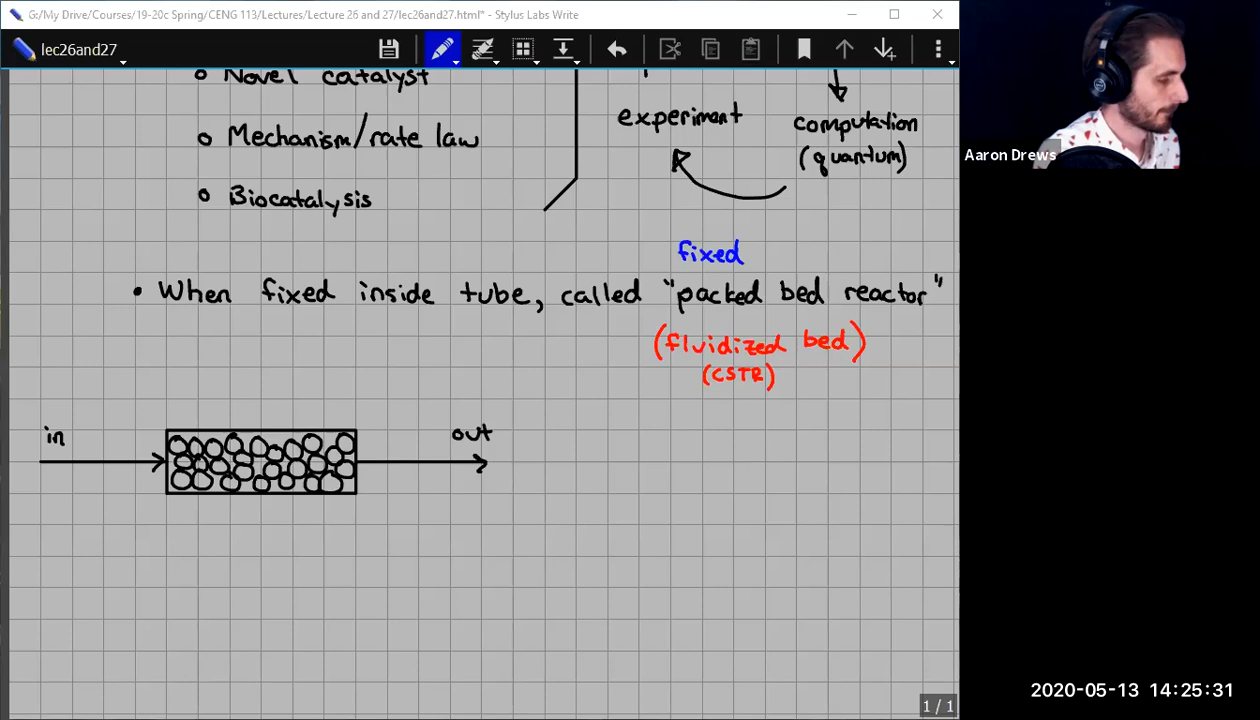 G:/My Drive/Courses/19-20c Spring/CENG 113/Lectures/Lecture 26 and 27/lec26and27.html* - Stylus Labs Write
lec26and27
Novel catalyst
Mechanism/rate law
Biocatalysis
experiment
computation
(quantum)
Aaron Drews
fixed
• When fixed inside tube, called "packed bed reactor"
(fluidized bed)
(CSTR)
in
out
1 / 1
2020-05-13 14:25:31